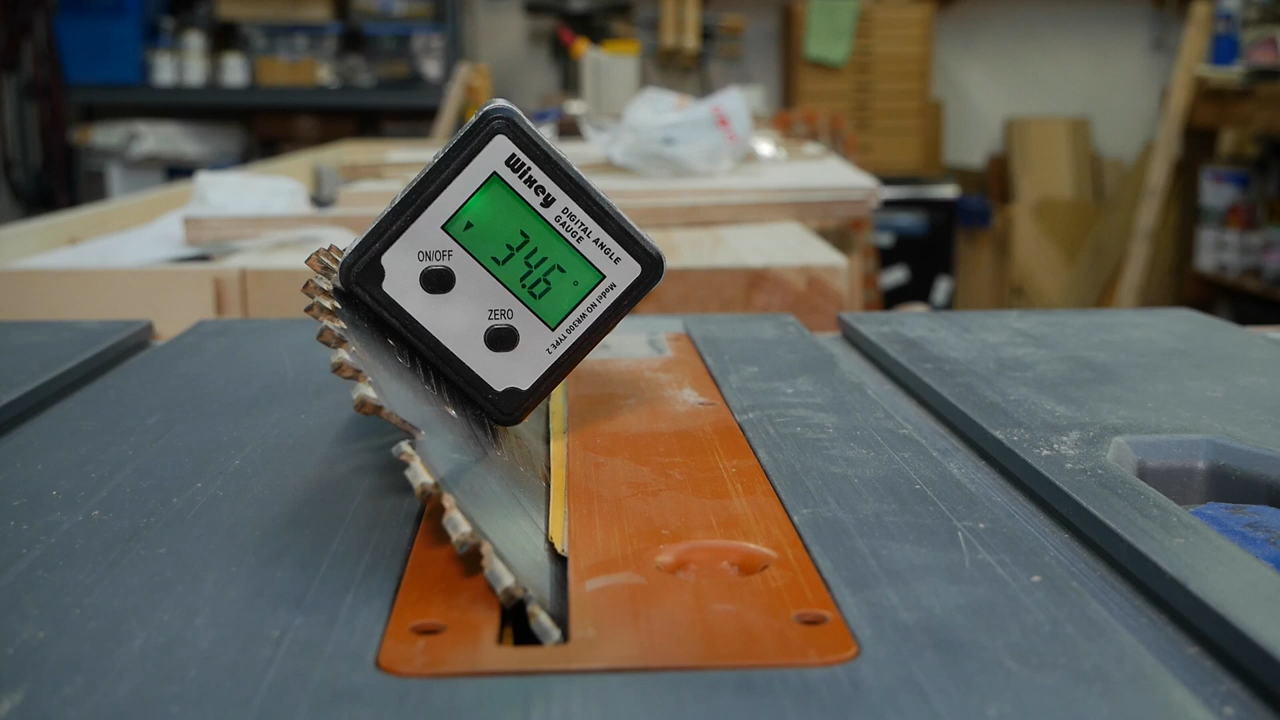 Wixey
DIGITAL ANGLE
GAUGE
34.6°
ON/OFF
ZERO
Model NO.WR300 TYPE 2